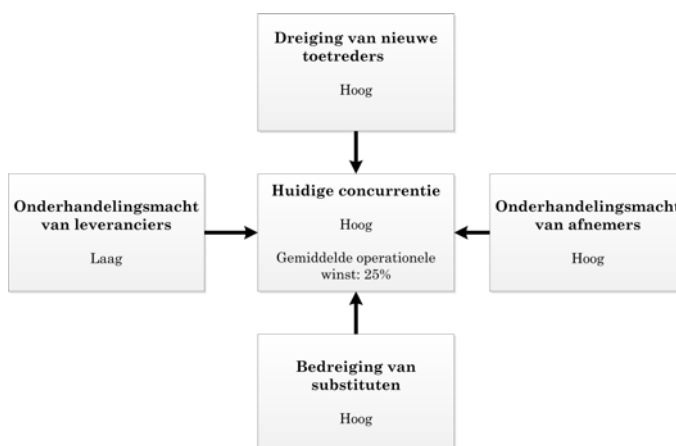 Dreiging van nieuwe
toetreders
Hoog
Onderhandelingsmacht
van leveranciers
Laag
Huidige concurrentie
Hoog
Gemiddelde operationele
winst: 25%
Onderhandelingsmacht
van afnemers
Hoog
Bedreiging van
substituten
Hoog